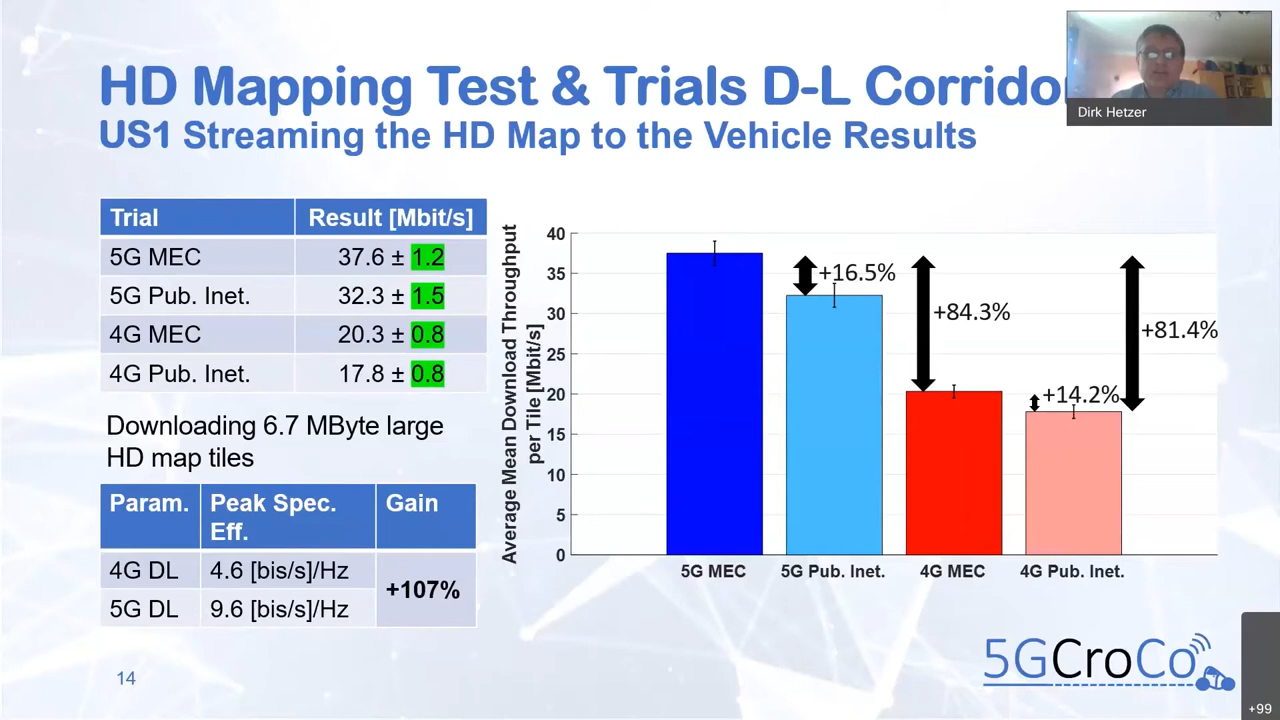 HD Mapping Test & Trials D-L Corrido
US1 Streaming the HD Map to the Vehicle Results
Dirk Hetzer
Trial Result [Mbit/s]
5G MEC 37.6 ± 1.2
5G Pub. Inet. 32.3 ± 1.5
4G MEC 20.3 ± 0.8
4G Pub. Inet. 17.8 ± 0.8
Downloading 6.7 MByte large
HD map tiles
Param. Peak Spec. Gain
Eff.
4G DL 4.6 [bis/s]/Hz
+107%
5G DL 9.6 [bis/s]/Hz
Average Mean Download Throughput
per Tile [Mbit/s]
40
35
30
25
20
15
10
5
0
+16.5%
+84.3%
+81.4%
+14.2%
5G MEC 5G Pub. Inet. 4G MEC 4G Pub. Inet.
14
5GCroCo
+99